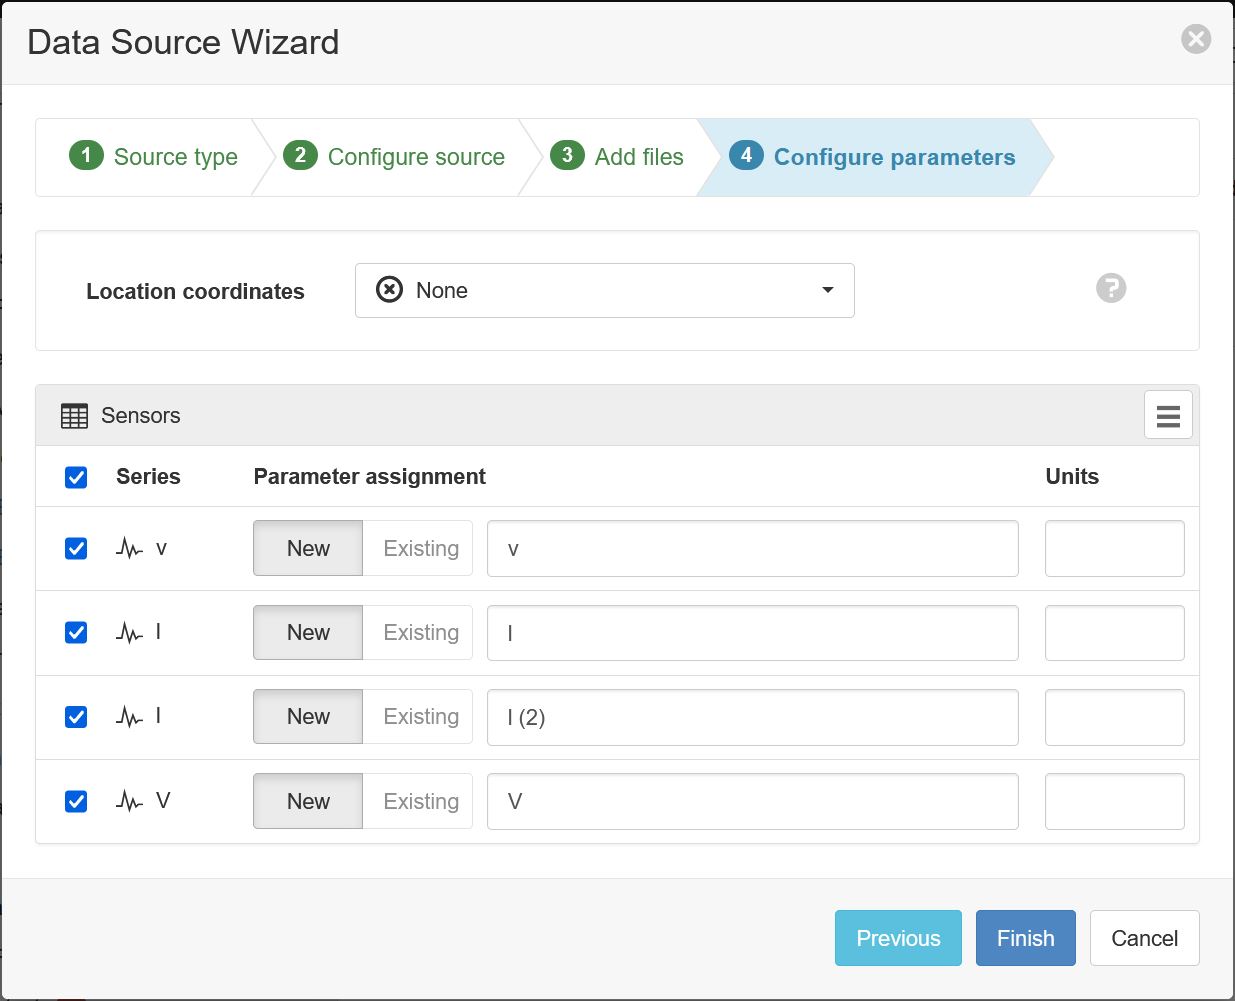 Data Source Wizard
1 Source type 2 Configure source 3 Add files 4 Configure parameters
Location coordinates None ?
Sensors
Series Parameter assignment Units
v New Existing v
I New Existing I
I New Existing I (2)
V New Existing V
Previous Finish Cancel